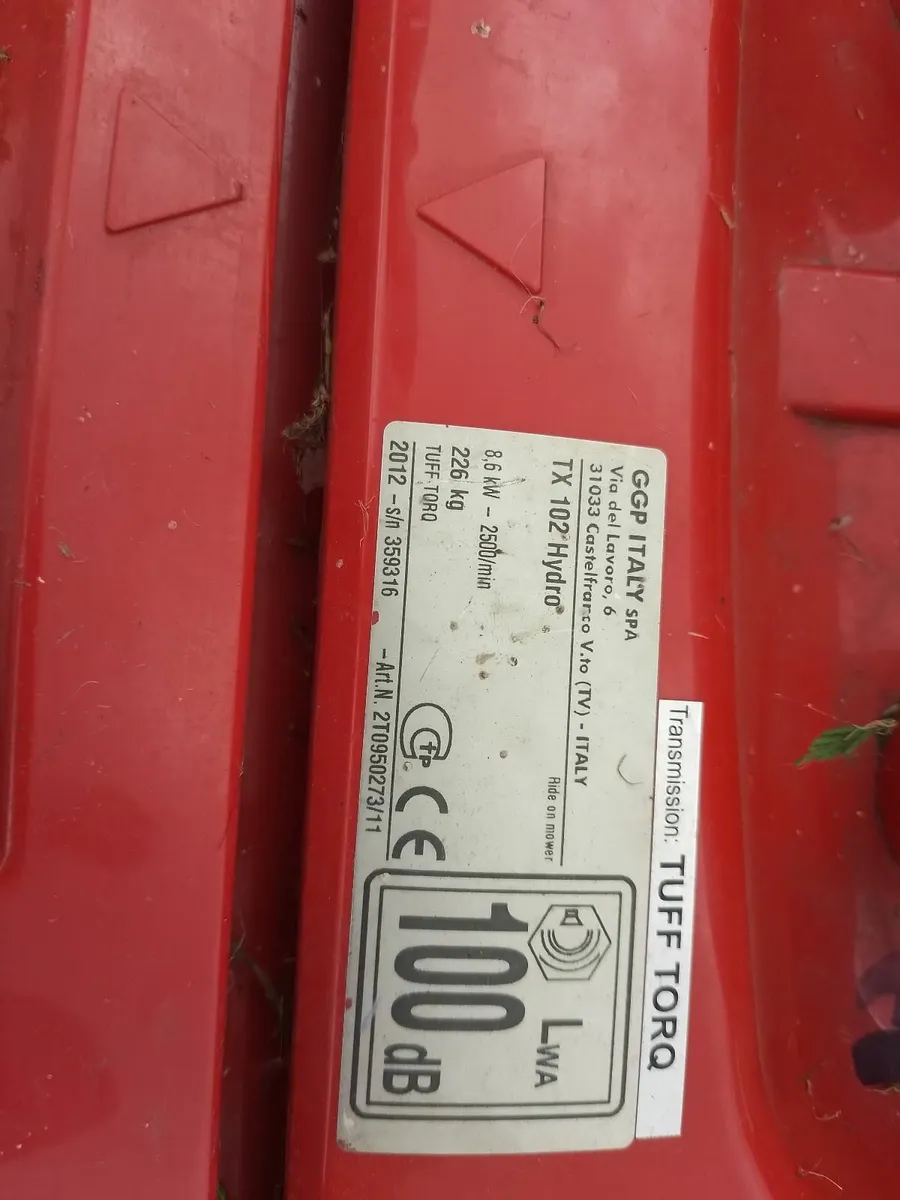 GGP ITALY SPA
Via del Lavoro, 6
31033 Castelfranco V.to (TV) - ITALY
TX 102 Hydro
Ride on mower
8,6 kW - 2500/min
226 kg
TUFF TORQ
2012 - s/n 359316 - Art.N. 2T0950273/11
tP
CE
LWA
100 dB
Transmission: TUFF TORQ